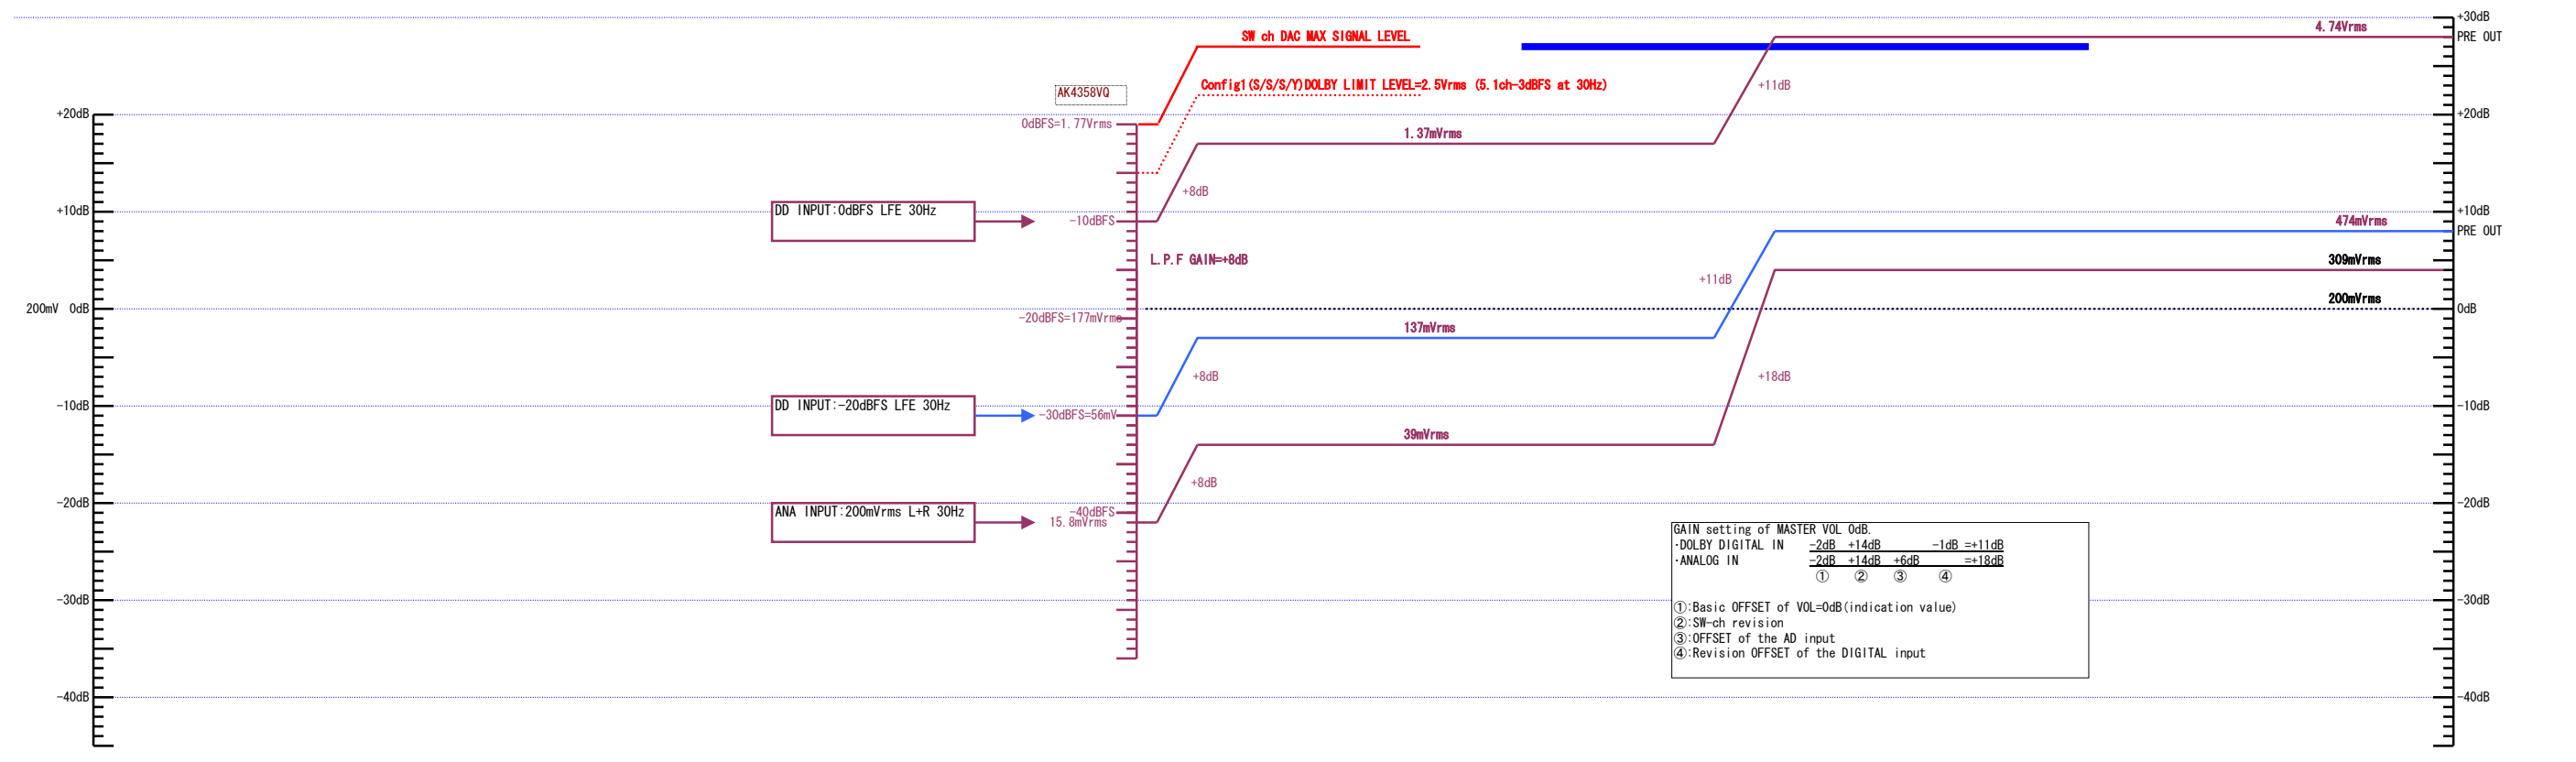 +30dB
4.74Vrms
PRE OUT
SW ch DAC MAX SIGNAL LEVEL
Config1(S/S/S/Y)DOLBY LIMIT LEVEL=2.5Vrms (5.1ch-3dBFS at 30Hz)
+11dB
AK4358VQ
+20dB
+20dB
0dBFS=1.77Vrms
1.37mVrms
+8dB
DD INPUT:0dBFS LFE 30Hz
+10dB
+10dB
-10dBFS
474mVrms
PRE OUT
L.P.F GAIN=+8dB
309mVrms
+11dB
200mVrms
200mV 0dB
0dB
-20dBFS=177mVrms
137mVrms
+8dB
+18dB
DD INPUT:-20dBFS LFE 30Hz
-10dB
-10dB
-30dBFS=56mV
39mVrms
+8dB
-20dB
-20dB
ANA INPUT:200mVrms L+R 30Hz
-40dBFS
15.8mVrms
GAIN setting of MASTER VOL 0dB.
·DOLBY DIGITAL IN -2dB +14dB -1dB =+11dB
·ANALOG IN -2dB +14dB +6dB =+18dB
① ② ③ ④
①:Basic OFFSET of VOL=0dB(indication value)
②:SW-ch revision
③:OFFSET of the AD input
④:Revision OFFSET of the DIGITAL input
-30dB
-30dB
-40dB
-40dB